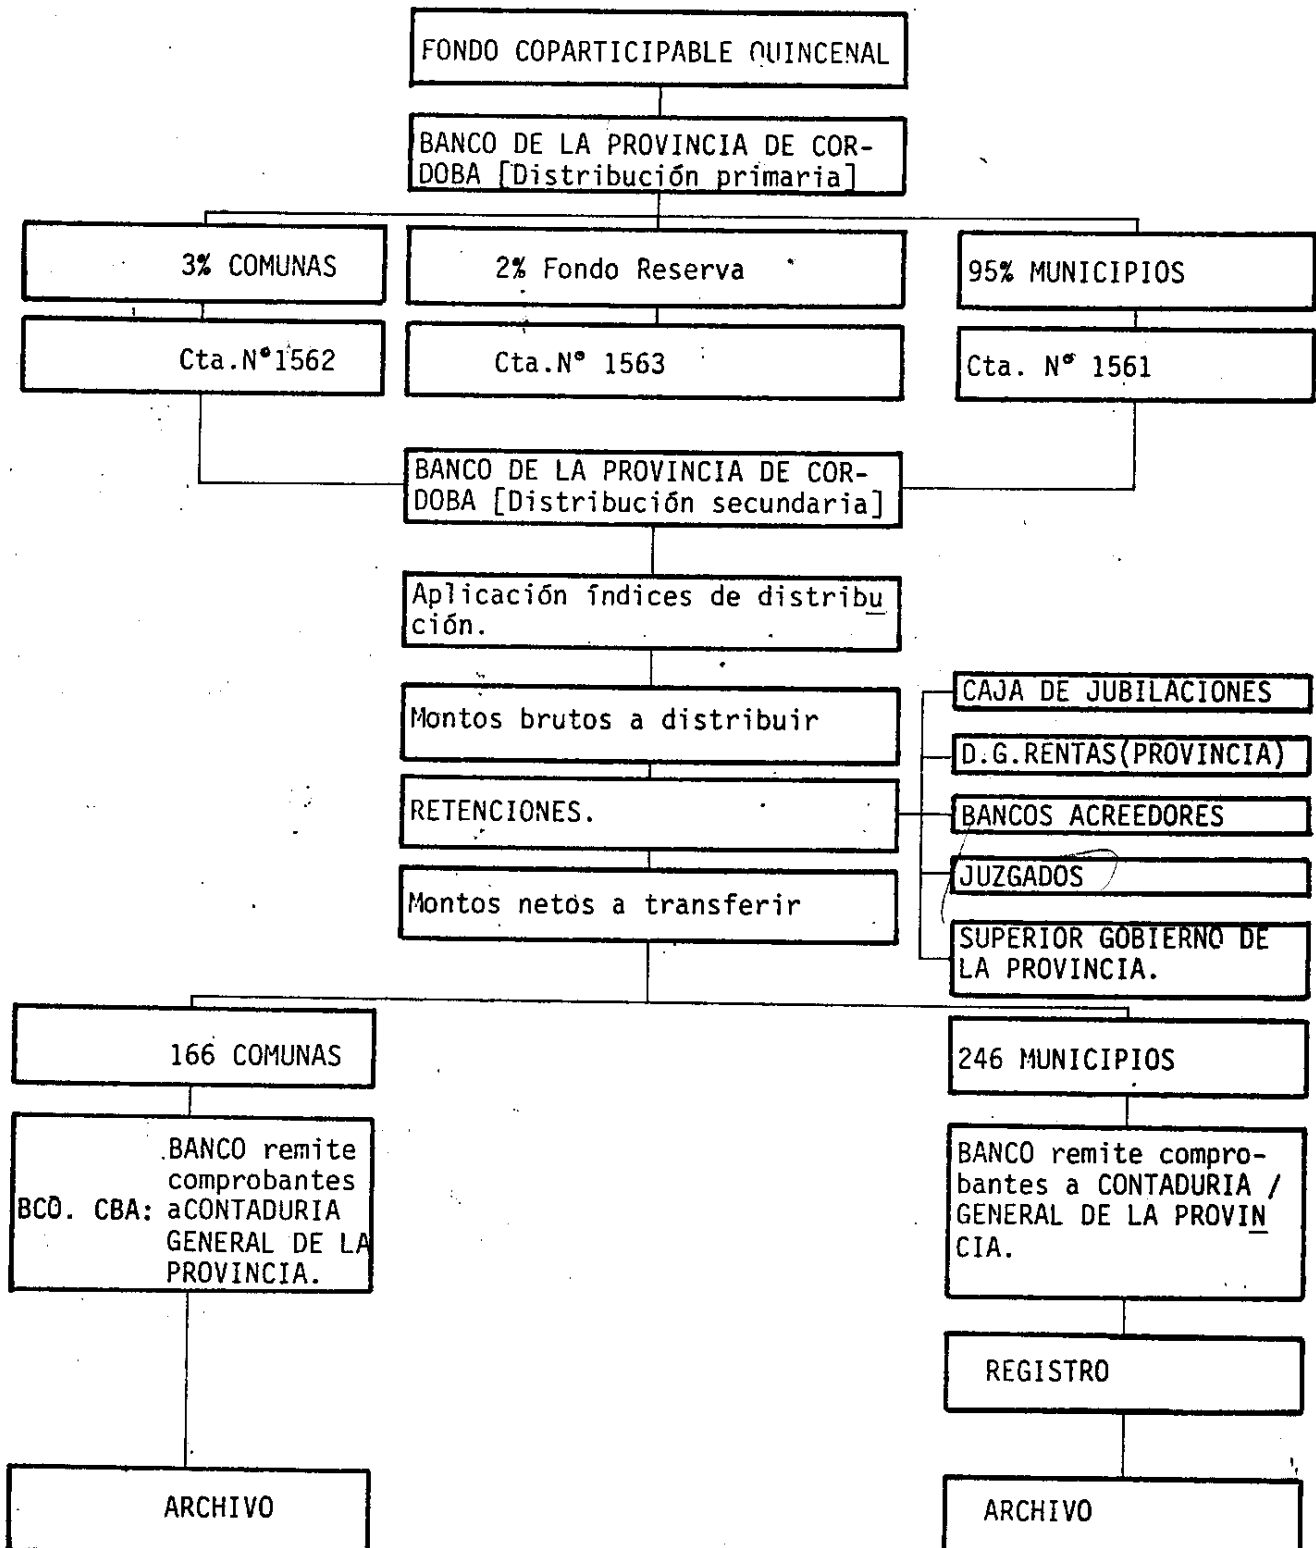 FONDO COPARTICIPABLE QUINCENAL
BANCO DE LA PROVINCIA DE COR-
DOBA [Distribución primaria]
3% COMUNAS
2% Fondo Reserva
95% MUNICIPIOS
Cta.N° 1562
Cta.N° 1563
Cta. N° 1561
BANCO DE LA PROVINCIA DE COR-
DOBA [Distribución secundaria]
Aplicación índices de distribu
ción.
Montos brutos a distribuir
RETENCIONES.
Montos netos a transferir
CAJA DE JUBILACIONES
D.G.RENTAS(PROVINCIA)
BANCOS ACREEDORES
JUZGADOS
SUPERIOR GOBIERNO DE
LA PROVINCIA.
166 COMUNAS
246 MUNICIPIOS
BCO. CBA:
BANCO remite
comprobantes
aCONTADURIA
GENERAL DE LA
PROVINCIA.
BANCO remite compro-
bantes a CONTADURIA /
GENERAL DE LA PROVIN
CIA.
REGISTRO
ARCHIVO
ARCHIVO